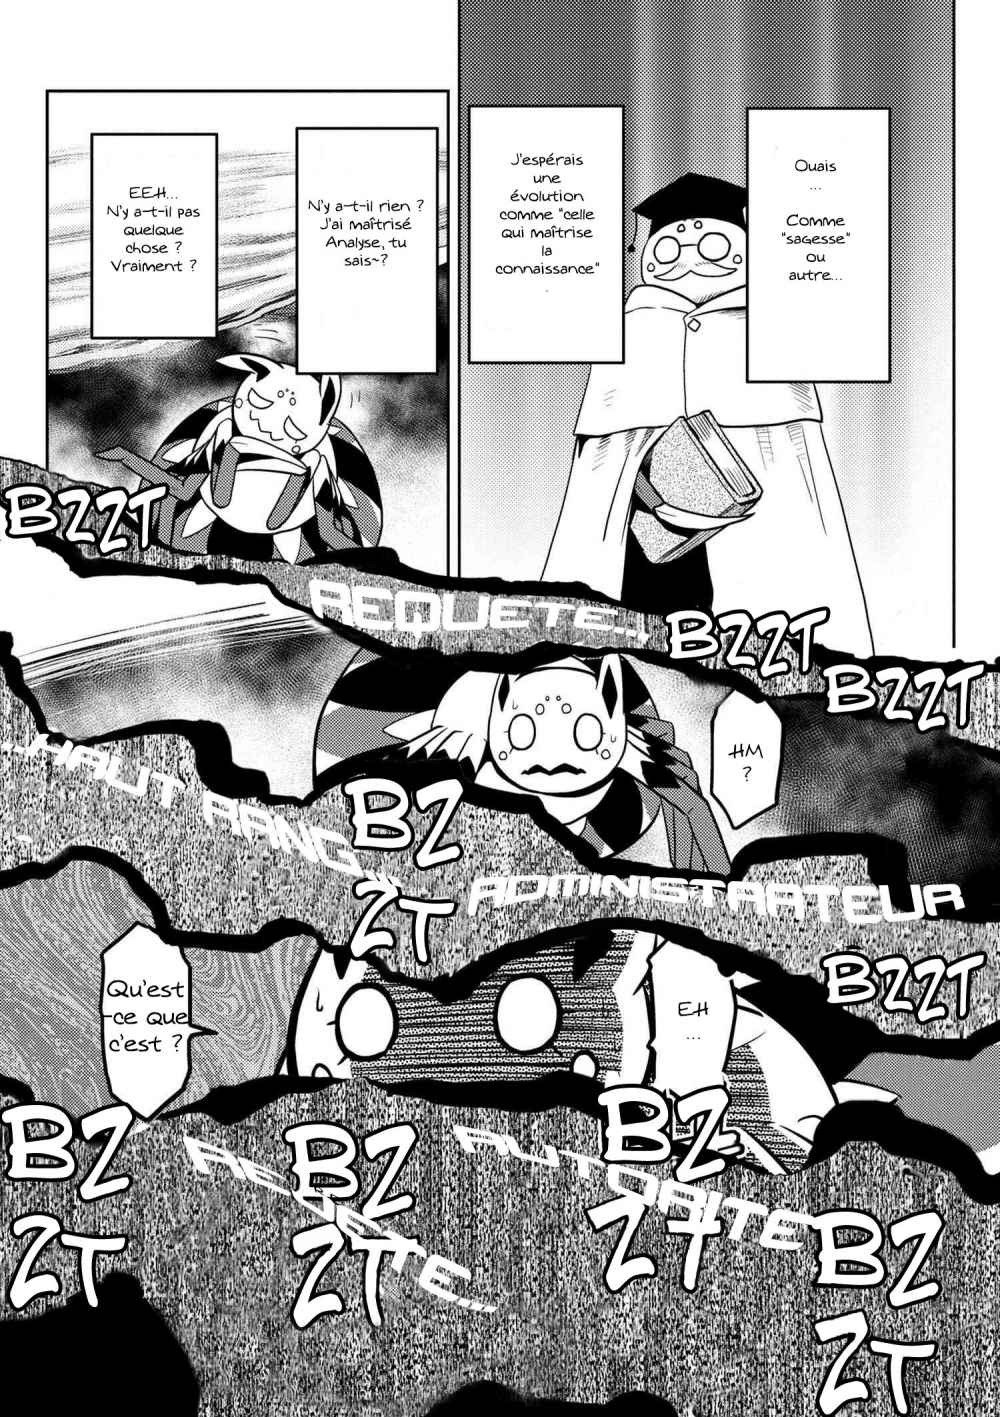 Ouais
...
Comme
"sagesse"
ou
autre...
J'espérais
une
évolution
comme "celle
qui maîtrise
la
connaissance"
.
N'y a-t-il rien ?
J'ai maîtrisé
Analyse, tu
sais~?
EEH...
N'y a-t-il pas
quelque
chose ?
Vraiment ?
BZZT
REQUETE...,
BZZT
BZZT
HM
?
...HAUT RANG...
BZ
ZT
ADMINISTRATEUR
BZZT
EH
...
Qu'est
-ce que
c'est ?
BZ
ZT
REJETE...
BZ
ZT
AUTORITE
BZ
ZT
BZ
ZT